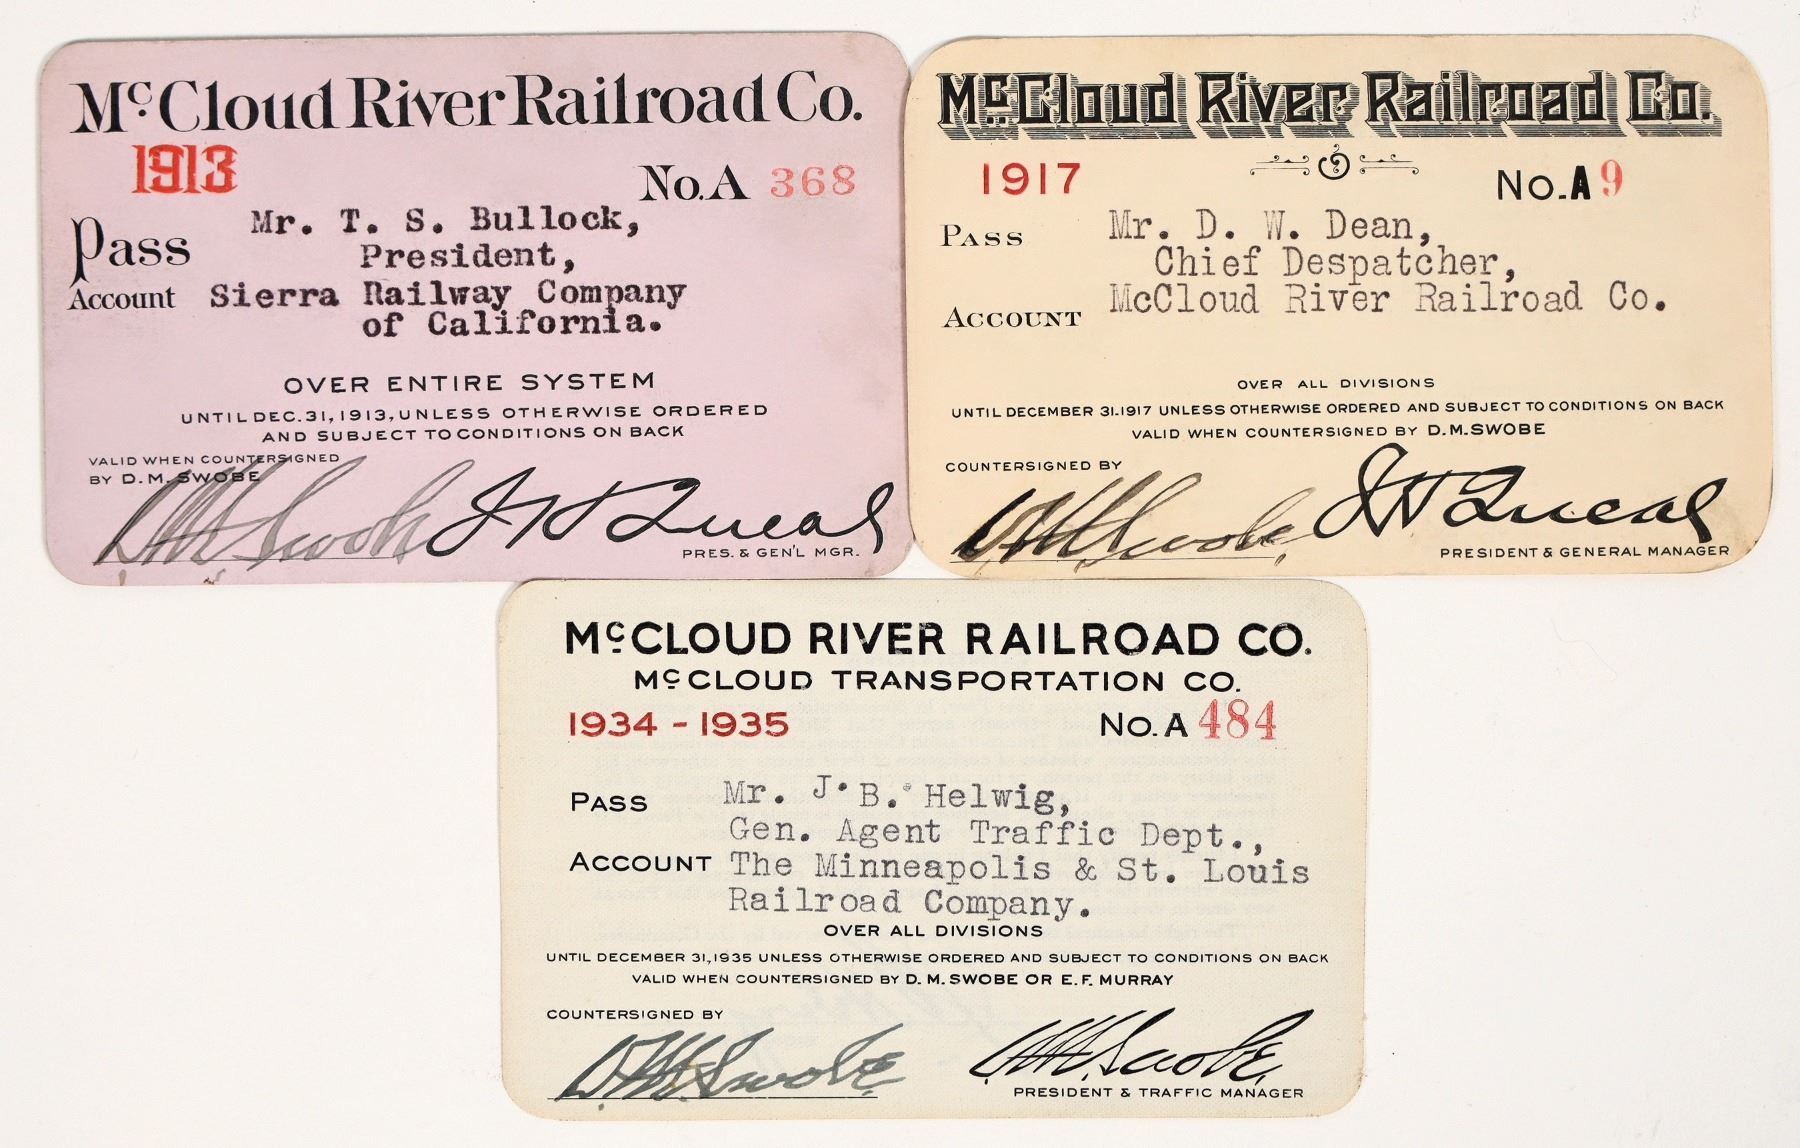 McCloud River Railroad Co.
1913
No. A 368
Pass Mr. T. S. Bullock,
President,
Account Sierra Railway Company
of California.
OVER ENTIRE SYSTEM
UNTIL DEC. 31, 1913, UNLESS OTHERWISE ORDERED
AND SUBJECT TO CONDITIONS ON BACK
VALID WHEN COUNTERSIGNED
BY D. M. SWOBE
D M Swobe J H Queal
PRES. & GEN'L MGR.
McCloud River Railroad Co.
1917 No. A 9
PASS Mr. D. W. Dean,
Chief Despatcher,
ACCOUNT McCloud River Railroad Co.
OVER ALL DIVISIONS
UNTIL DECEMBER 31.1917 UNLESS OTHERWISE ORDERED AND SUBJECT TO CONDITIONS ON BACK
VALID WHEN COUNTERSIGNED BY D.M.SWOBE
COUNTERSIGNED BY
D. M. Swobe. J H Queal
PRESIDENT & GENERAL MANAGER
McCLOUD RIVER RAILROAD CO.
McCLOUD TRANSPORTATION CO.
1934 - 1935 No. A 484
PASS Mr. J. B. Helwig,
Gen. Agent Traffic Dept.,
ACCOUNT The Minneapolis & St. Louis
Railroad Company.
OVER ALL DIVISIONS
UNTIL DECEMBER 31, 1935 UNLESS OTHERWISE ORDERED AND SUBJECT TO CONDITIONS ON BACK
VALID WHEN COUNTERSIGNED BY D. M. SWOBE OR E. F. MURRAY
COUNTERSIGNED BY
D. M. Swobe D. M. Swobe.
PRESIDENT & TRAFFIC MANAGER